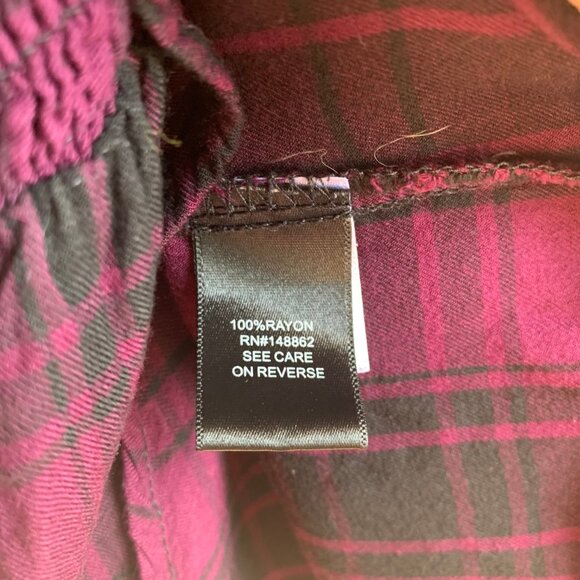 100%RAYON
RN#148862
SEE CARE
ON REVERSE